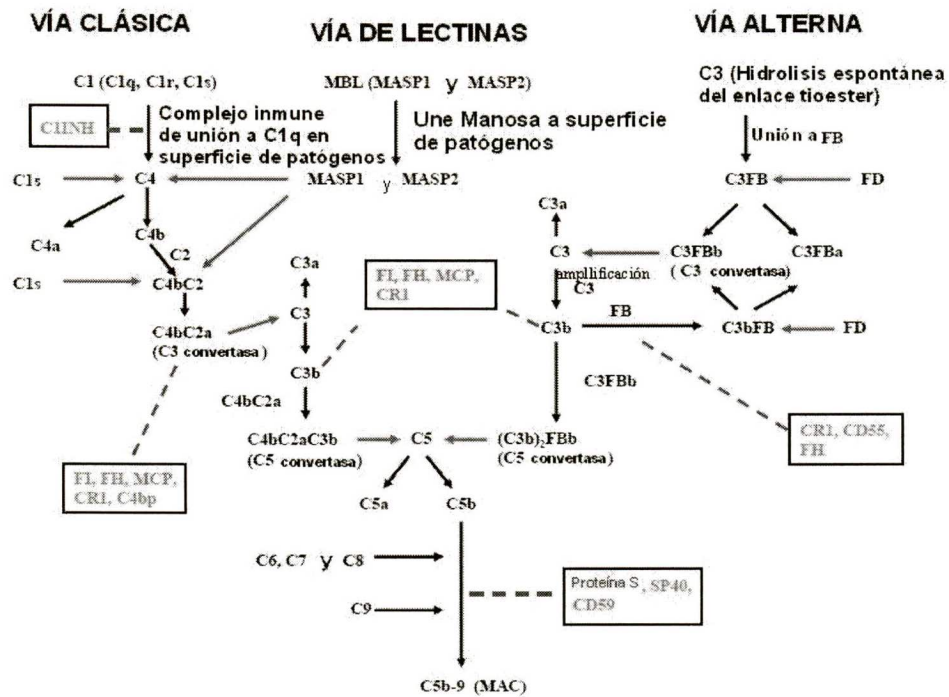 VÍA CLÁSICA
VÍA DE LECTINAS
VÍA ALTERNA
C1 (C1q, C1r, C1s)
MBL (MASP1 y MASP2)
C3 (Hidrolisis espontánea
del enlace tioester)
C1INH
Complejo inmune
de unión a C1q en
superficie de patógenos
Une Manosa a superficie
de patógenos
Unión a FB
C1s
C4
MASP1 y MASP2
C3FB
FD
C4a
C4b
C2
C3a
C3
C3FBb
( C3 convertasa)
C3FBa
C1s
C4bC2
C3a
FI, FH, MCP,
CR1
ampllificación
C3
C4bC2a
(C3 convertasa )
C3
C3b
FB
C3bFB
FD
C3b
C4bC2a
C3FBb
C4bC2aC3b
(C5 convertasa)
C5
(C3b)₂FBb
(C5 convertasa)
CR1, CD55,
FH
FI, FH, MCP,
CR1, C4bp
C5a
C5b
C6, C7 y C8
Proteína S , SP40,
CD59
C9
C5b-9 (MAC)